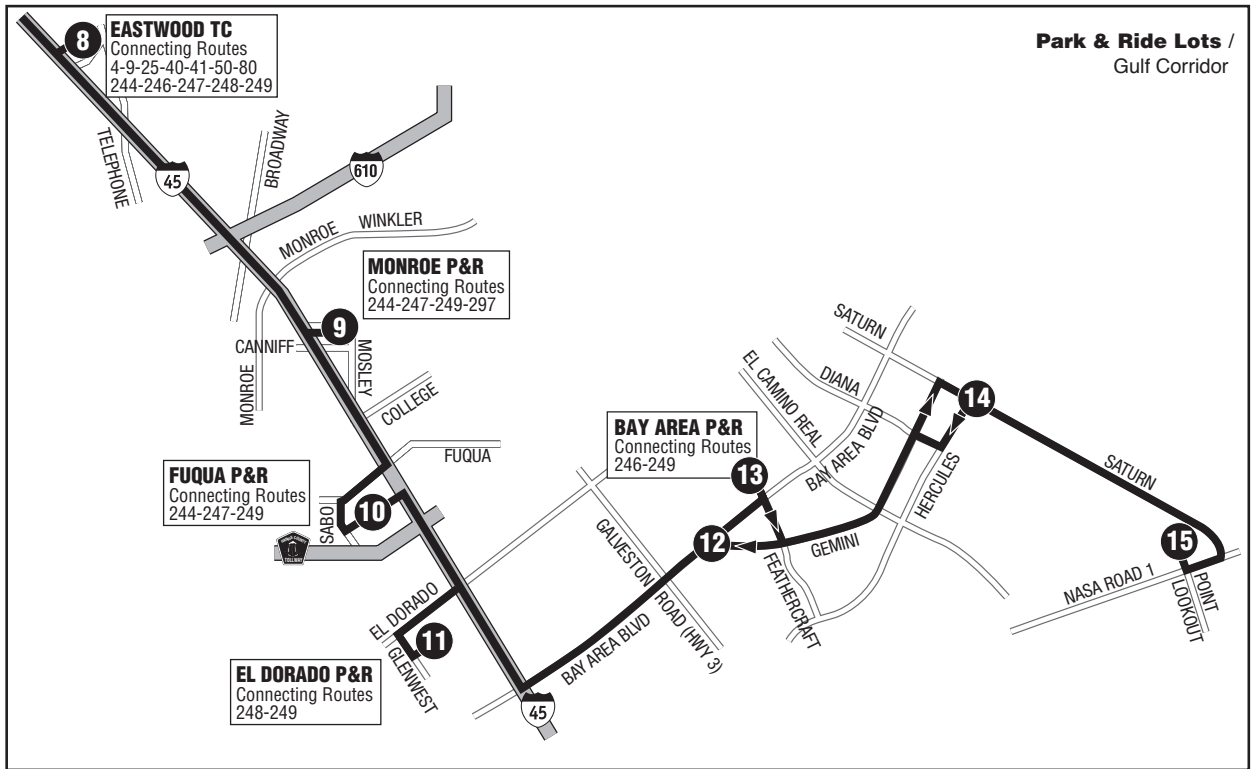 Park & Ride Lots /
Gulf Corridor
8
EASTWOOD TC
Connecting Routes
4-9-25-40-41-50-80
244-246-247-248-249
TELEPHONE
45
BROADWAY
610
MONROE
WINKLER
MONROE P&R
Connecting Routes
244-247-249-297
9
CANNIFF
MOSLEY
MONROE
COLLEGE
FUQUA
FUQUA P&R
Connecting Routes
244-247-249
SABO
10
TOLLWAY
EL DORADO
11
GLENWEST
EL DORADO P&R
Connecting Routes
248-249
45
BAY AREA BLVD
GALVESTON ROAD (HWY 3)
BAY AREA P&R
Connecting Routes
246-249
13
12
FEATHERCRAFT
GEMINI
EL CAMINO REAL
BAY AREA BLVD
DIANA
SATURN
14
HERCULES
SATURN
15
NASA ROAD 1
POINT
LOOKOUT